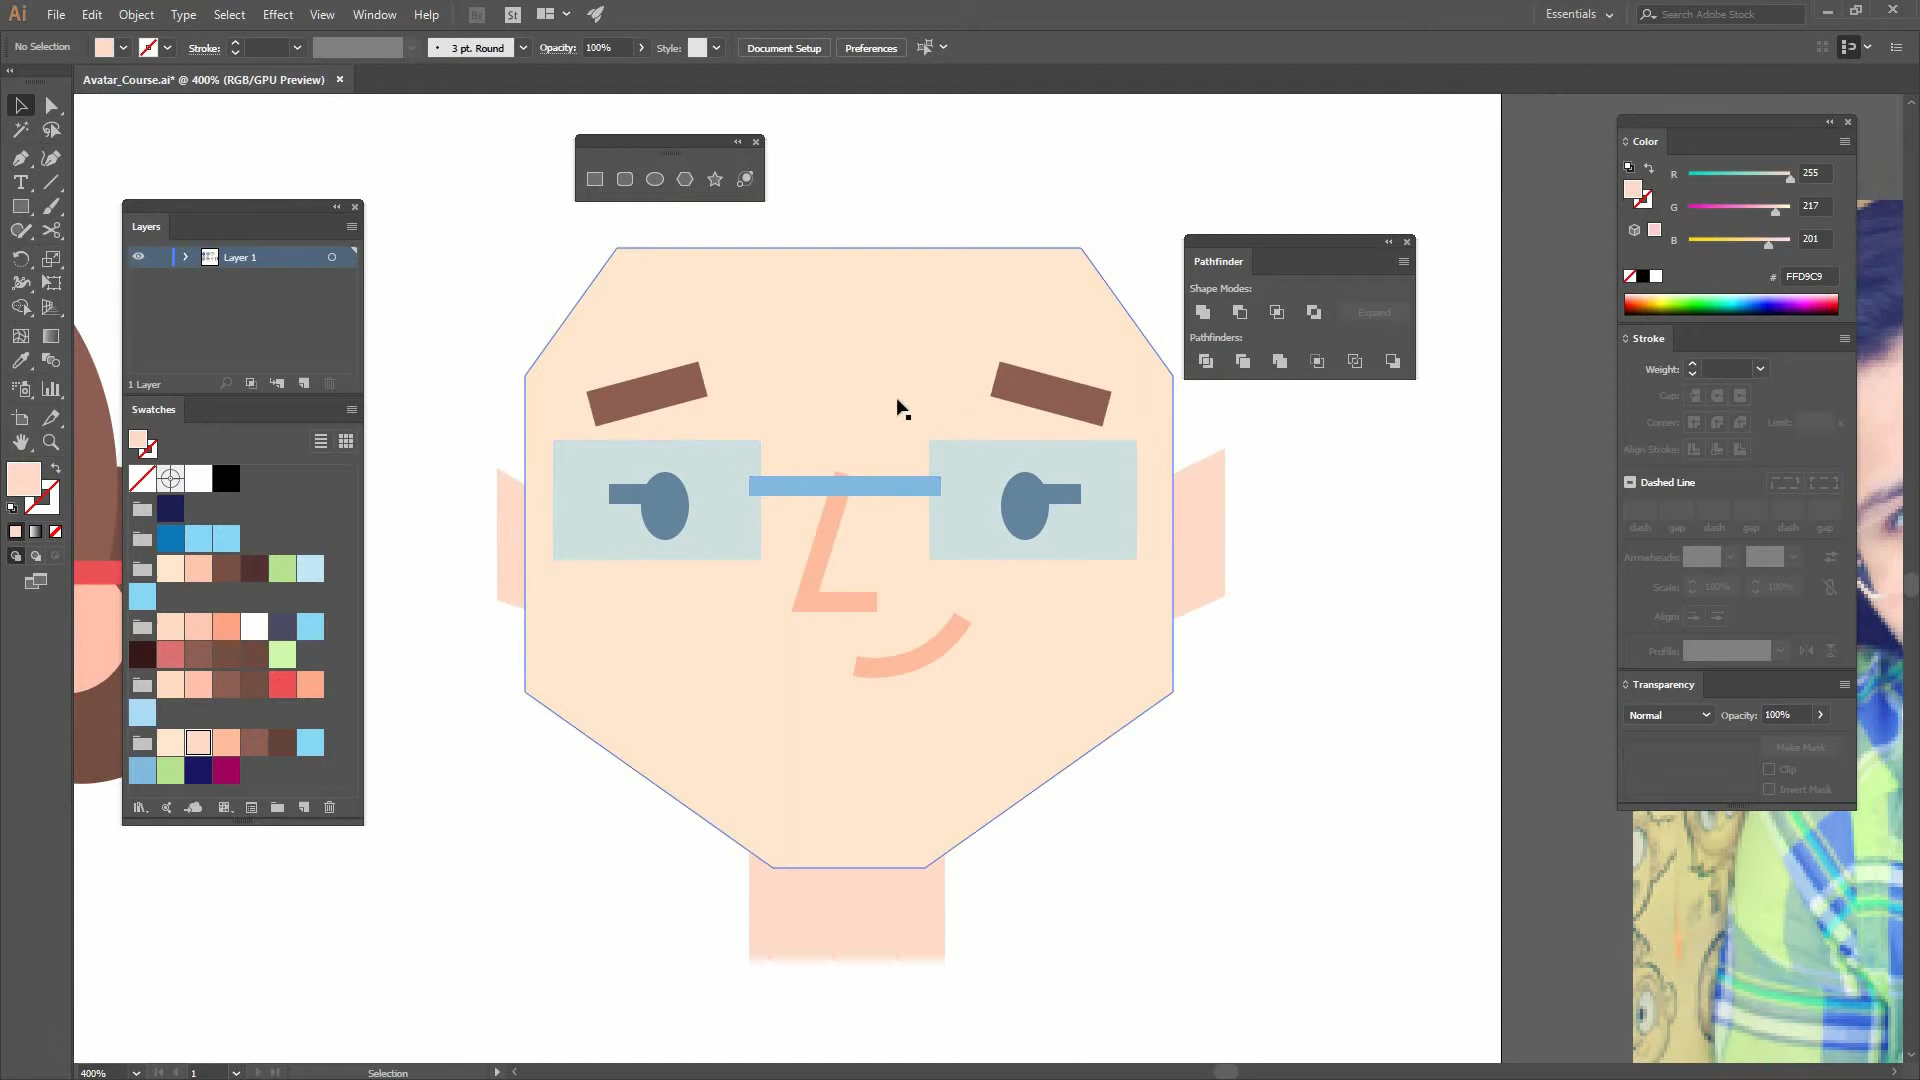 Ai File Edit Object Type Select Effect View Window Help Br St Essentials Search Adobe Stock
No Selection Stroke: 3 pt. Round Opacity: 100% Style: Document Setup Preferences
Avatar_Course.ai* @ 400% (RGB/GPU Preview)
Layers
Layer 1
1 Layer
Swatches
Pathfinder
Shape Modes:
Expand
Pathfinders:
Color
R 255
G 217
B 201
# FFD9C9
Stroke
Weight:
Cap:
Corner: Limit: x
Align Stroke:
Dashed Line
dash gap dash gap dash gap
Arrowheads:
Scale: 100% 100%
Align:
Profile:
Transparency
Normal Opacity: 100%
Make Mask
Clip
Invert Mask
400% 1 Selection